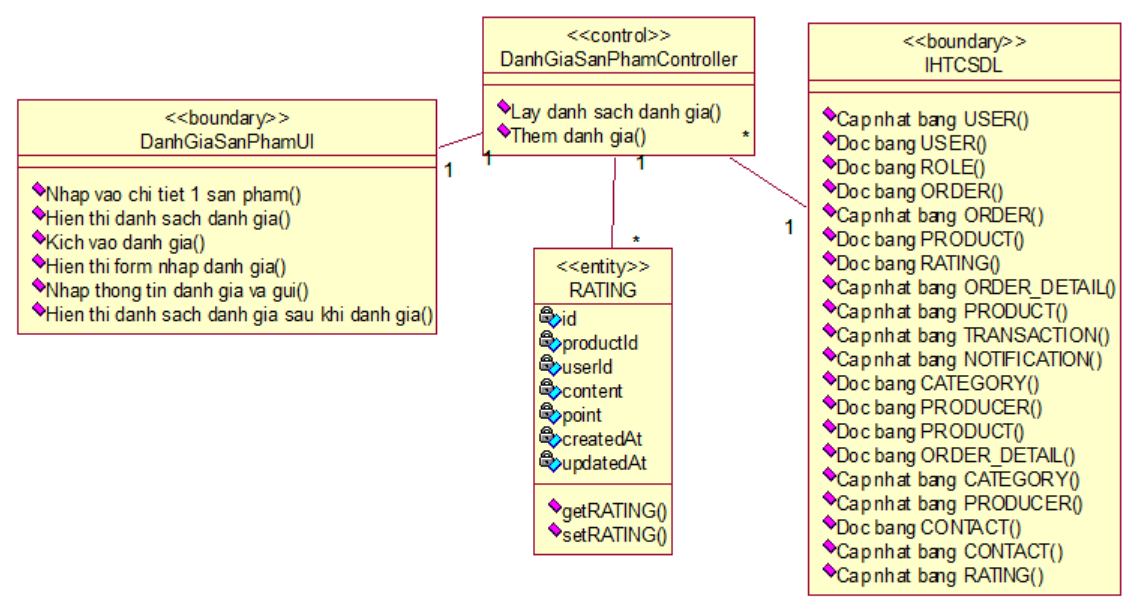 <<boundary>>
DanhGiaSanPhamUI
Nhap vao chi tiet 1 san pham()
Hien thi danh sach danh gia()
Kich vao danh gia()
Hien thi form nhap danh gia()
Nhap thong tin danh gia va gui()
Hien thi danh sach danh gia sau khi danh gia()
1
1
<<control>>
DanhGiaSanPhamController
Lay danh sach danh gia()
Them danh gia()
*
1
1
*
<<entity>>
RATING
id
productId
userId
content
point
createdAt
updatedAt
getRATING()
setRATING()
<<boundary>>
IHTCSDL
Cap nhat bang USER()
Doc bang USER()
Doc bang ROLE()
Doc bang ORDER()
Cap nhat bang ORDER()
Doc bang PRODUCT()
Doc bang RATING()
Cap nhat bang ORDER_DETAIL()
Cap nhat bang PRODUCT()
Cap nhat bang TRANSACTION()
Cap nhat bang NOTIFICATION()
Doc bang CATEGORY()
Doc bang PRODUCER()
Doc bang PRODUCT()
Doc bang ORDER_DETAIL()
Cap nhat bang CATEGORY()
Cap nhat bang PRODUCER()
Doc bang CONTACT()
Cap nhat bang CONTACT()
Cap nhat bang RATING()